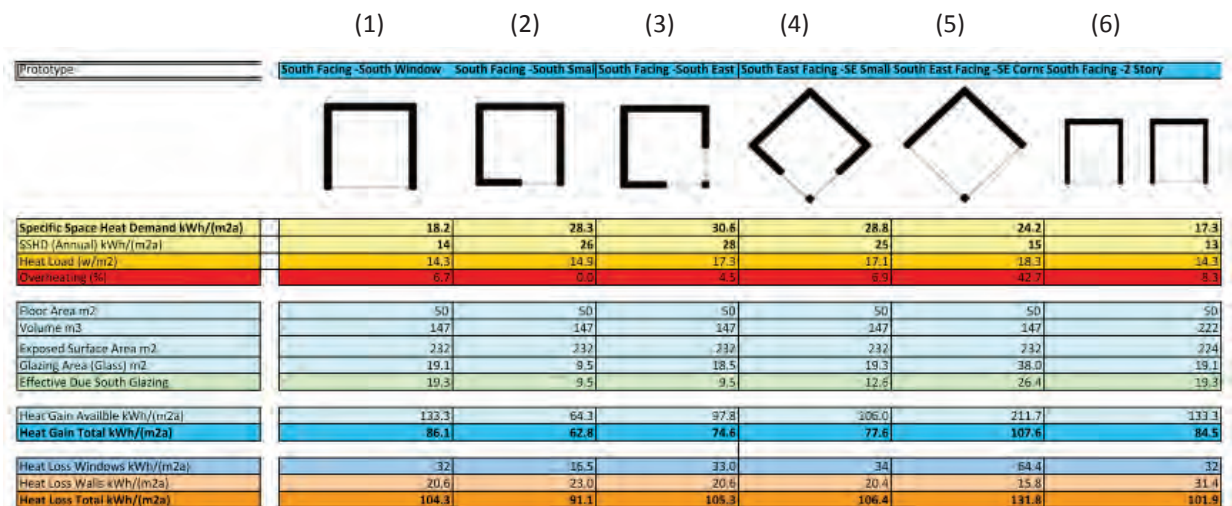 (1) (2) (3) (4) (5) (6)
Prototype South Facing -South Window South Facing -South Smal South Facing -South East South East Facing -SE Small South East Facing -SE Corne South Facing -2 Story
Specific Space Heat Demand kWh/(m2a) 18.2 28.3 30.6 28.8 24.2 17.3
SSHD (Annual) kWh/(m2a) 14 26 28 25 15 13
Heat Load (w/m2) 14.3 14.9 17.3 17.1 18.3 14.3
Overheating (%) 6.7 0.0 4.5 6.9 42.7 8.3
Floor Area m2 50 50 50 50 50 50
Volume m3 147 147 147 147 147 222
Exposed Surface Area m2 232 232 232 232 232 224
Glazing Area (Glass) m2 19.1 9.5 18.5 19.3 38.0 19.1
Effective Due South Glazing 19.3 9.5 9.5 12.6 26.4 19.3
Heat Gain Availble kWh/(m2a) 133.3 64.3 97.8 106.0 211.7 133.3
Heat Gain Total kWh/(m2a) 86.1 62.8 74.6 77.6 107.6 84.5
Heat Loss Windows kWh/(m2a) 32 16.5 33.0 34 64.4 32
Heat Loss Walls kWh/(m2a) 20.6 23.0 20.6 20.4 15.8 31.4
Heat Loss Total kWh/(m2a) 104.3 91.1 105.3 106.4 131.8 101.9